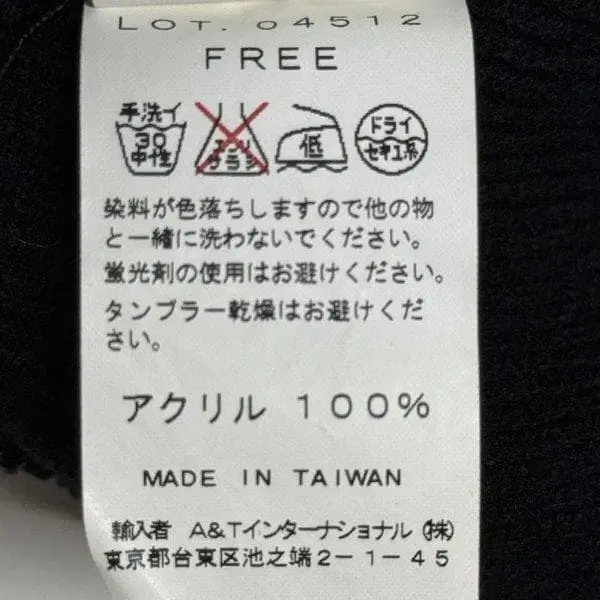 LOT. 04512
FREE
手洗イ
30
中性
エンソ
サラシ
低
ドライ
セキユ系
染料が色落ちしますので他の物
と一緒に洗わないでください。
蛍光剤の使用はお避けください。
タンブラー乾燥はお避けくだ
さい。
アクリル 100%
MADE IN TAIWAN
輸入者 A&Tインターナショナル(株)
東京都台東区池之端2-1-45